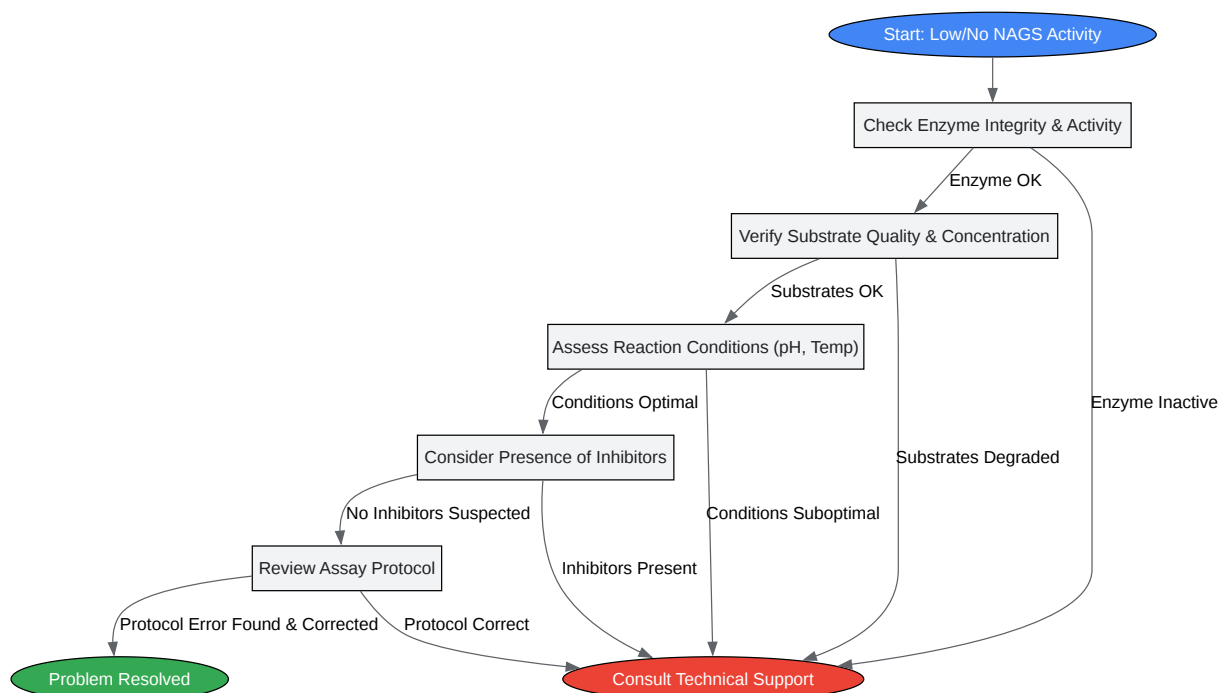 Start: Low/No NAGS Activity
Check Enzyme Integrity & Activity
Enzyme OK
Verify Substrate Quality & Concentration
Substrates OK
Assess Reaction Conditions (pH, Temp)
Conditions Optimal
Enzyme Inactive
Consider Presence of Inhibitors
Substrates Degraded
No Inhibitors Suspected
Conditions Suboptimal
Review Assay Protocol
Inhibitors Present
Protocol Error Found & Corrected
Protocol Correct
Problem Resolved
Consult Technical Support